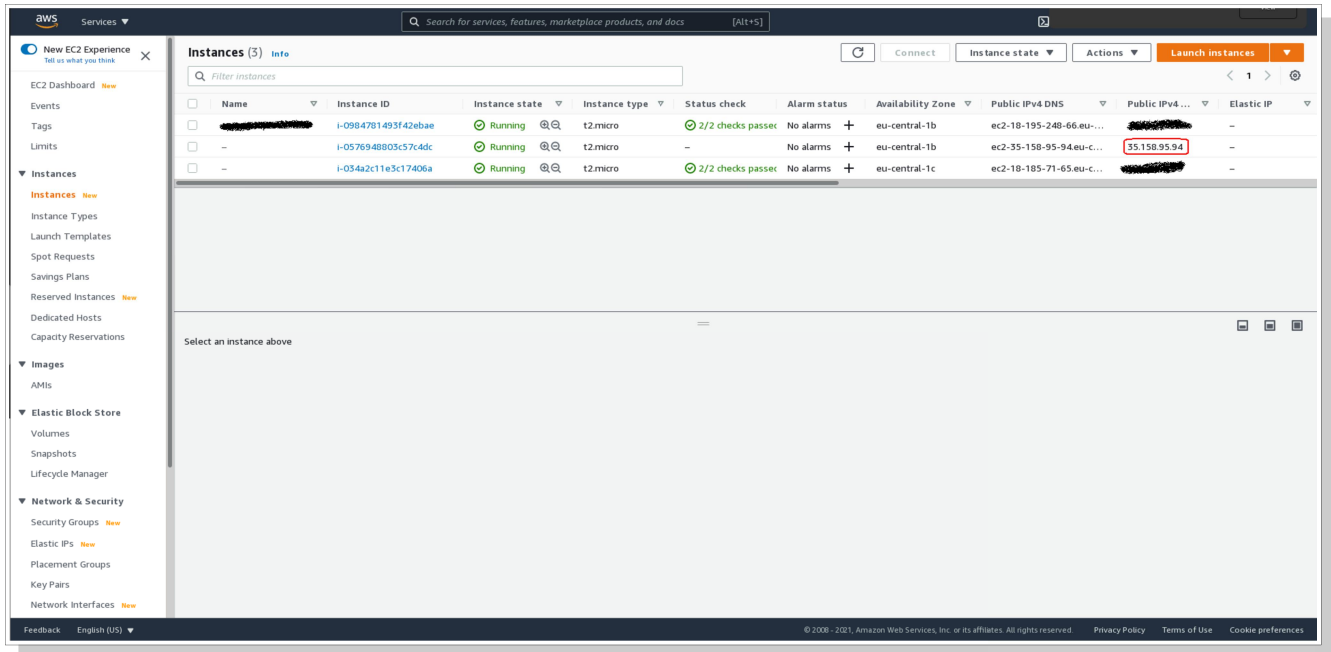 aws Services ▼ Search for services, features, marketplace products, and docs [Alt+S]
New EC2 Experience
Tell us what you think
EC2 Dashboard New
Events
Tags
Limits
▼ Instances
Instances New
Instance Types
Launch Templates
Spot Requests
Savings Plans
Reserved Instances New
Dedicated Hosts
Capacity Reservations
▼ Images
AMIs
▼ Elastic Block Store
Volumes
Snapshots
Lifecycle Manager
▼ Network & Security
Security Groups New
Elastic IPs New
Placement Groups
Key Pairs
Network Interfaces New
Instances (3) Info Connect Instance state ▼ Actions ▼ Launch instances ▼
Filter instances < 1 >
Name Instance ID Instance state Instance type Status check Alarm status Availability Zone Public IPv4 DNS Public IPv4 ... Elastic IP
i-0984781493f42ebae Running t2.micro 2/2 checks passec No alarms + eu-central-1b ec2-18-195-248-66.eu-... –
– i-0576948803c57c4dc Running t2.micro – No alarms + eu-central-1b ec2-35-158-95-94.eu-c... 35.158.95.94 –
– i-034a2c11e3c17406a Running t2.micro 2/2 checks passec No alarms + eu-central-1c ec2-18-185-71-65.eu-c... –
Select an instance above
Feedback English (US) ▼ © 2008 - 2021, Amazon Web Services, Inc. or its affiliates. All rights reserved. Privacy Policy Terms of Use Cookie preferences